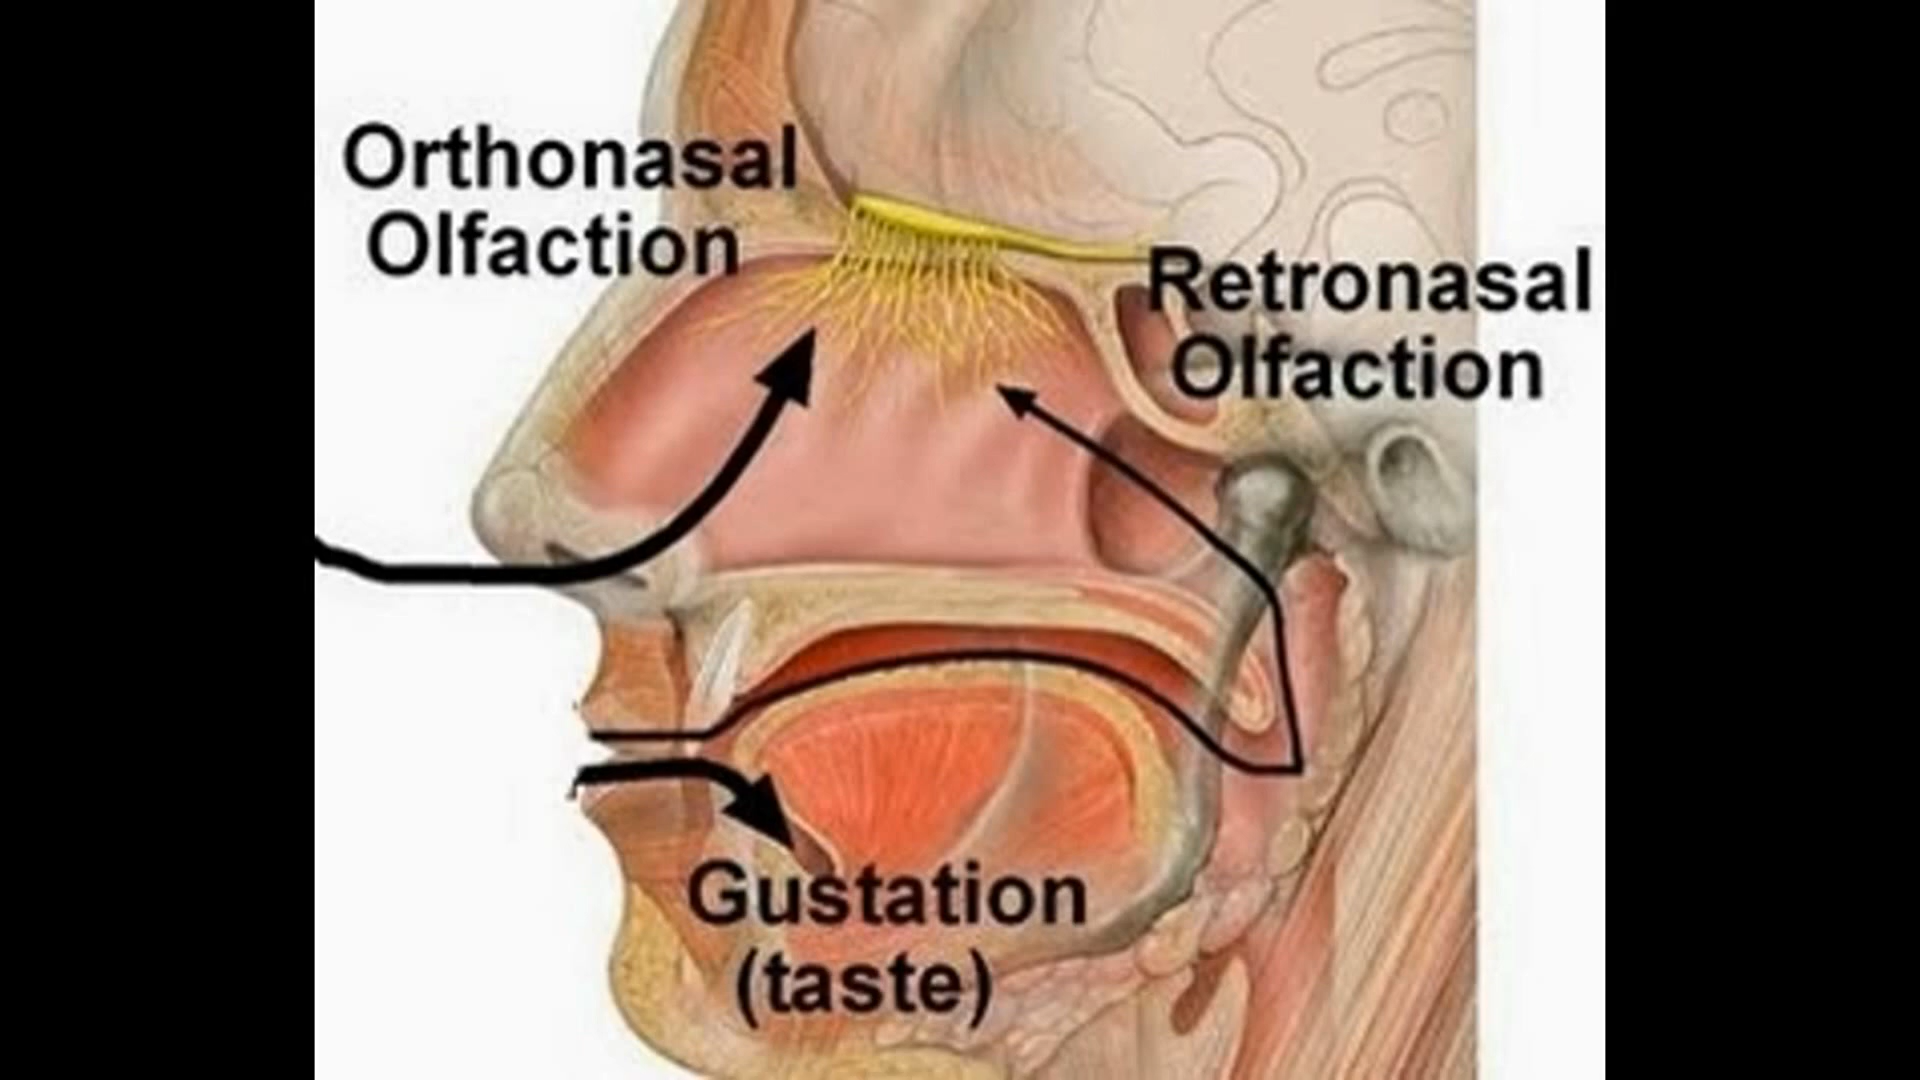 Orthonasal
Olfaction
Retronasal
Olfaction
Gustation
(taste)